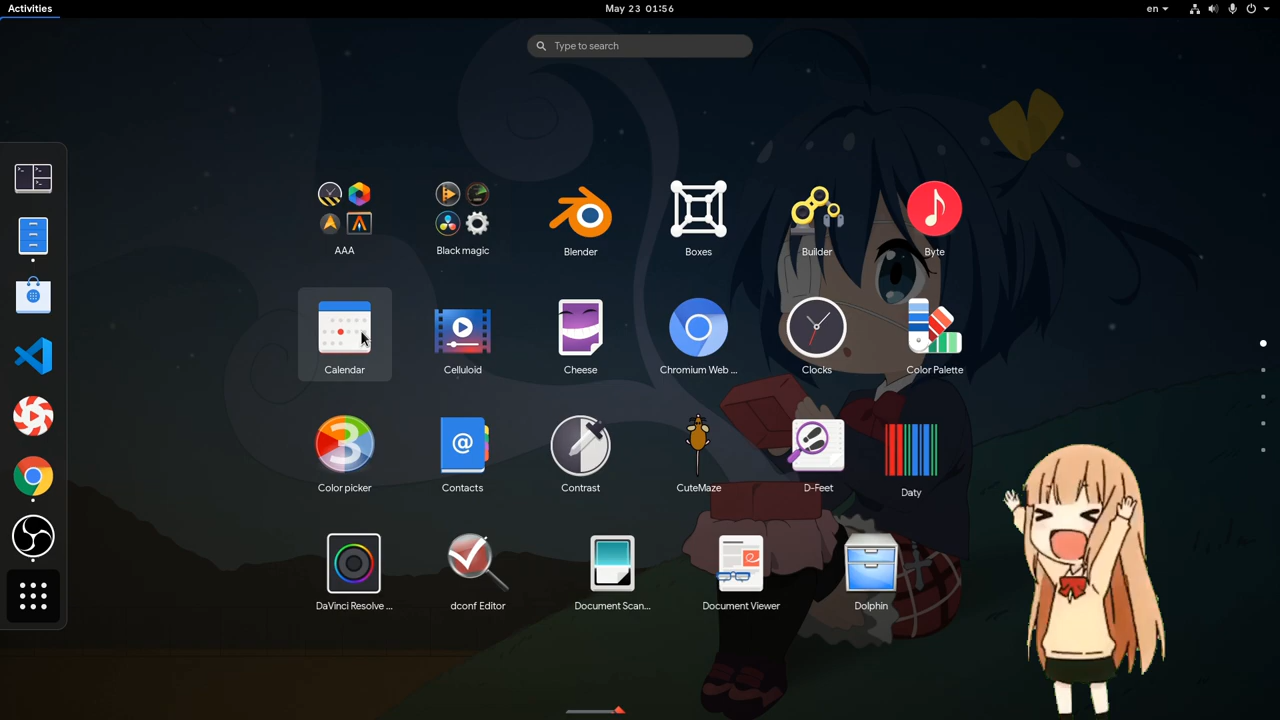 Activities
May 23 01:56
en
Type to search
AAA
Black magic
Blender
Boxes
Builder
Byte
Calendar
Celluloid
Cheese
Chromium Web ...
Clocks
Color Palette
Color picker
Contacts
Contrast
CuteMaze
D-Feet
Daty
DaVinci Resolve ...
dconf Editor
Document Scan...
Document Viewer
Dolphin